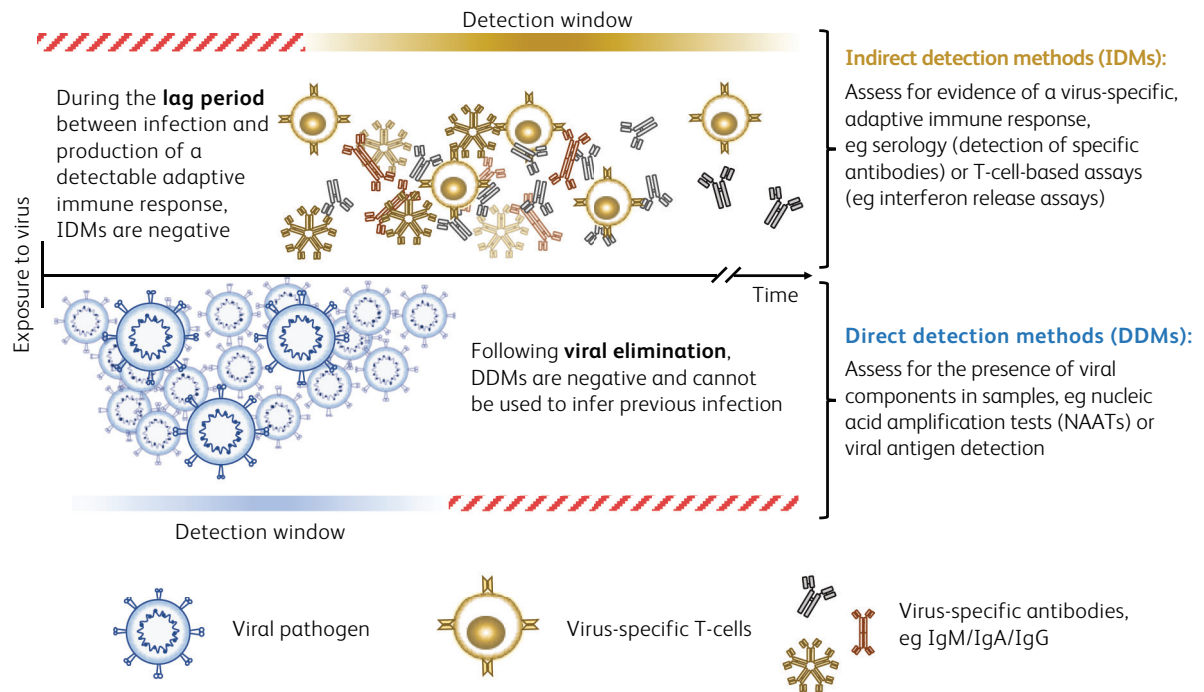 Detection window
During the lag period
between infection and
production of a
detectable adaptive
immune response,
IDMs are negative
Indirect detection methods (IDMs):
Assess for evidence of a virus-specific,
adaptive immune response,
eg serology (detection of specific
antibodies) or T-cell-based assays
(eg interferon release assays)
Exposure to virus
Time
Following viral elimination,
DDMs are negative and cannot
be used to infer previous infection
Direct detection methods (DDMs):
Assess for the presence of viral
components in samples, eg nucleic
acid amplification tests (NAATs) or
viral antigen detection
Detection window
Viral pathogen
Virus-specific T-cells
Virus-specific antibodies,
eg IgM/IgA/IgG